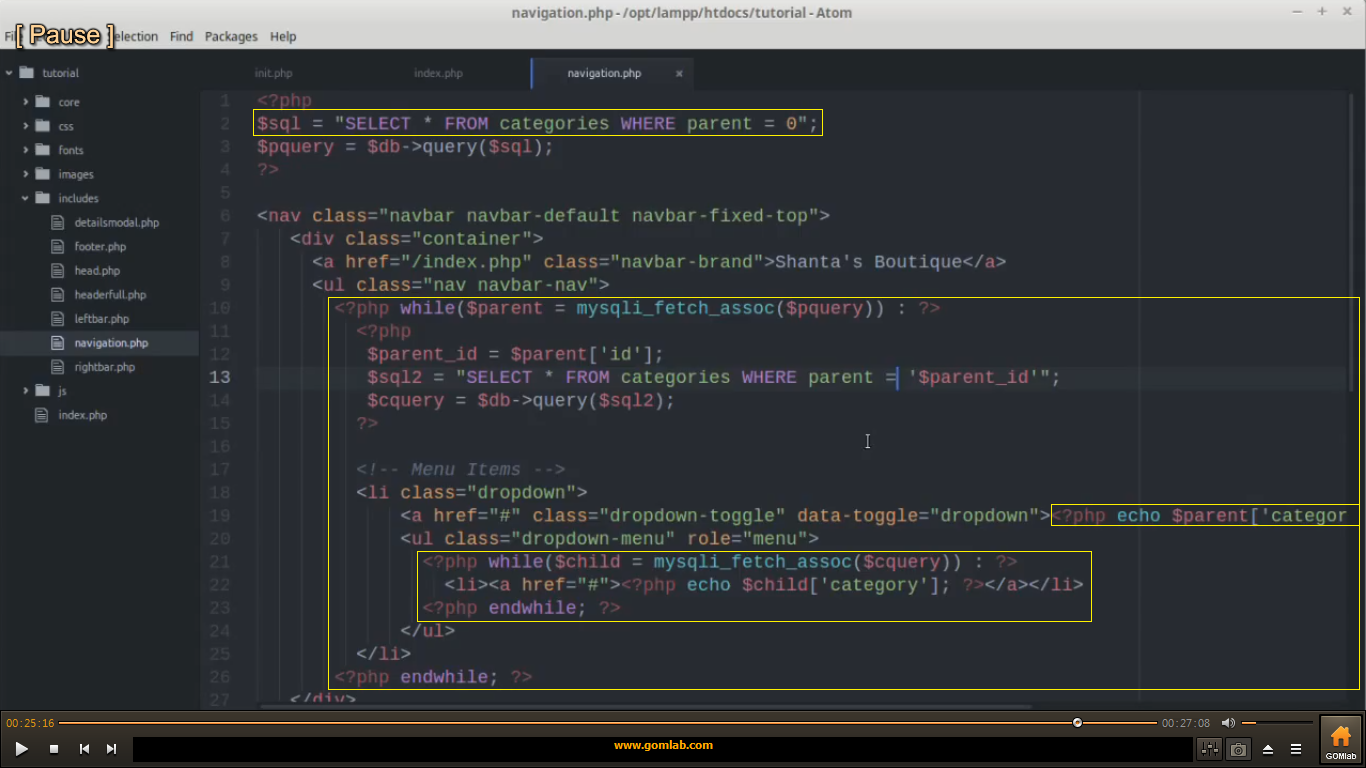 navigation.php - /opt/lampp/htdocs/tutorial - Atom
[ Pause ]
Selection Find Packages Help
tutorial
core
css
fonts
images
includes
detailsmodal.php
footer.php
head.php
headerfull.php
leftbar.php
navigation.php
rightbar.php
js
index.php
init.php index.php navigation.php ×
1 <?php
2 $sql = "SELECT * FROM categories WHERE parent = 0";
3 $pquery = $db->query($sql);
4 ?>
5
6 <nav class="navbar navbar-default navbar-fixed-top">
7 <div class="container">
8 <a href="/index.php" class="navbar-brand">Shanta's Boutique</a>
9 <ul class="nav navbar-nav">
10 <?php while($parent = mysqli_fetch_assoc($pquery)) : ?>
11 <?php
12 $parent_id = $parent['id'];
13 $sql2 = "SELECT * FROM categories WHERE parent = '$parent_id'";
14 $cquery = $db->query($sql2);
15 ?>
16
17 <!-- Menu Items -->
18 <li class="dropdown">
19 <a href="#" class="dropdown-toggle" data-toggle="dropdown"><?php echo $parent['categor
20 <ul class="dropdown-menu" role="menu">
21 <?php while($child = mysqli_fetch_assoc($cquery)) : ?>
22 <li><a href="#"><?php echo $child['category']; ?></a></li>
23 <?php endwhile; ?>
24 </ul>
25 </li>
26 <?php endwhile; ?>
27 </div>
00:25:16 00:27:08
www.gomlab.com
GOMlab